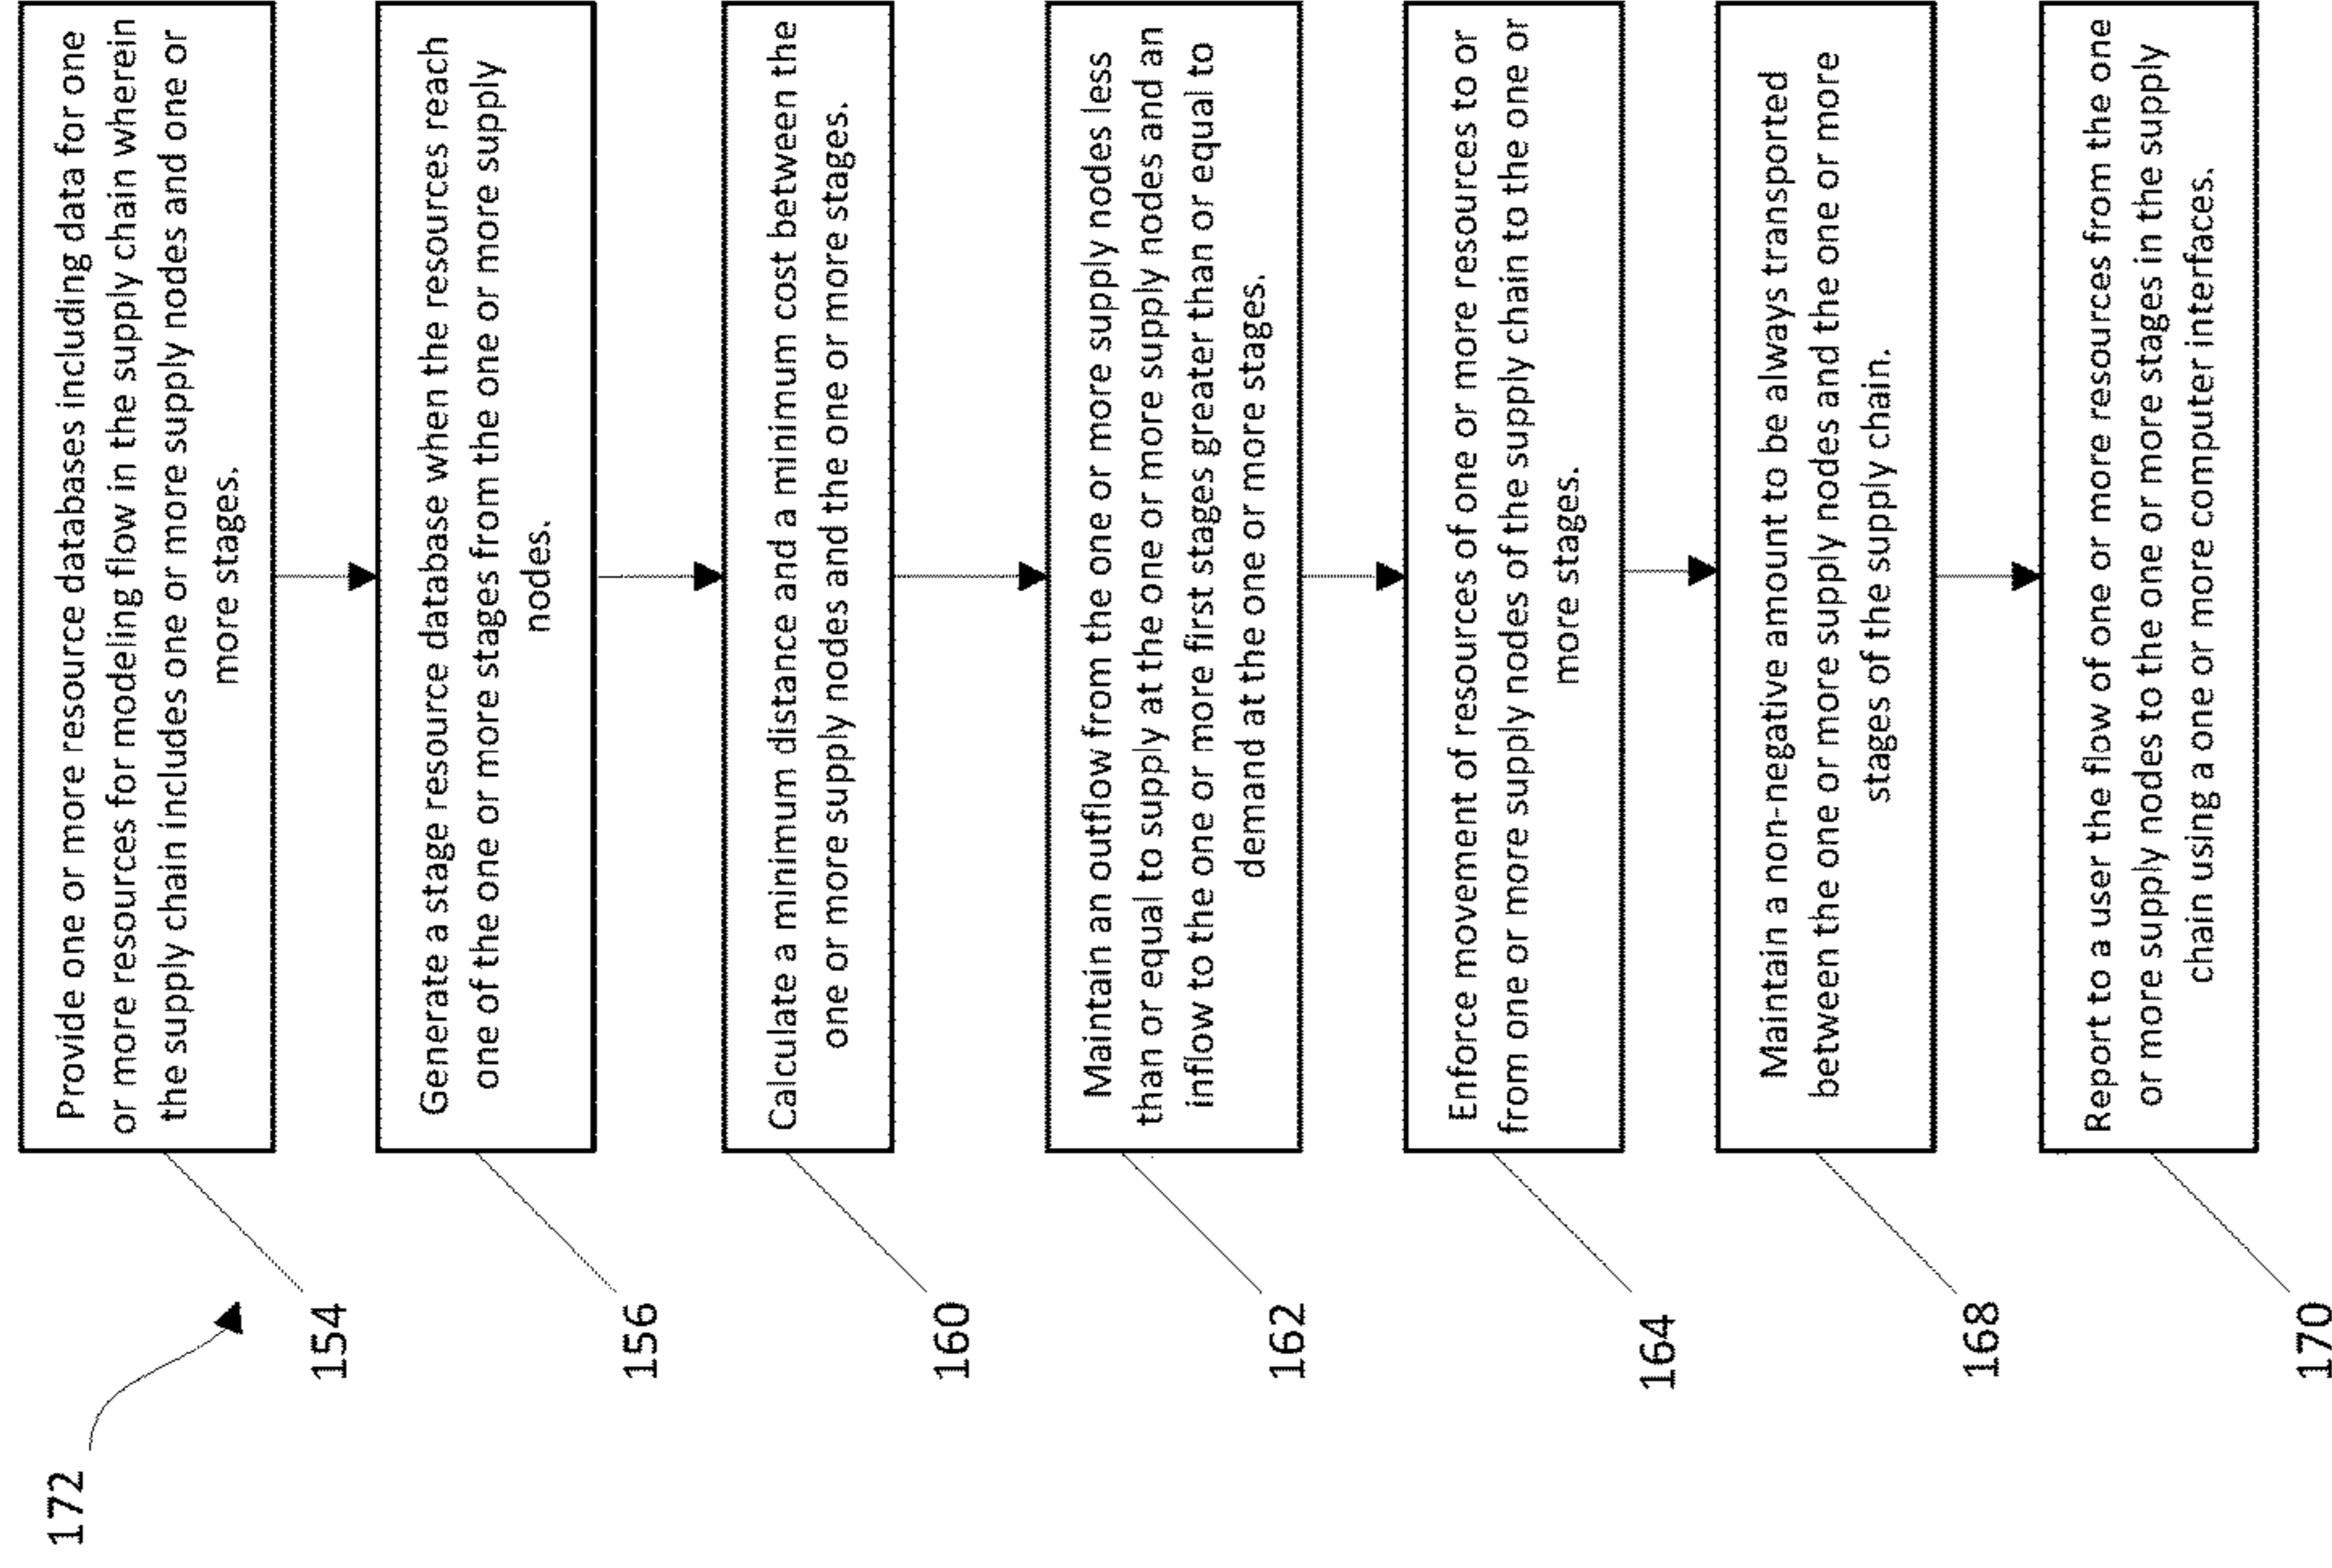 172
154
Provide one or more resource databases including data for one
or more resources for modeling flow in the supply chain wherein
the supply chain includes one or more supply nodes and one or
more stages.
156
Generate a stage resource database when the resources reach
one of the one or more stages from the one or more supply
nodes.
160
Calculate a minimum distance and a minimum cost between the
one or more supply nodes and the one or more stages.
162
Maintain an outflow from the one or more supply nodes less
than or equal to supply at the one or more supply nodes and an
inflow to the one or more first stages greater than or equal to
demand at the one or more stages.
164
Enforce movement of resources of one or more resources to or
from one or more supply nodes of the supply chain to the one or
more stages.
168
Maintain a non-negative amount to be always transported
between the one or more supply nodes and the one or more
stages of the supply chain.
170
Report to a user the flow of one or more resources from the one
or more supply nodes to the one or more stages in the supply
chain using a one or more computer interfaces.